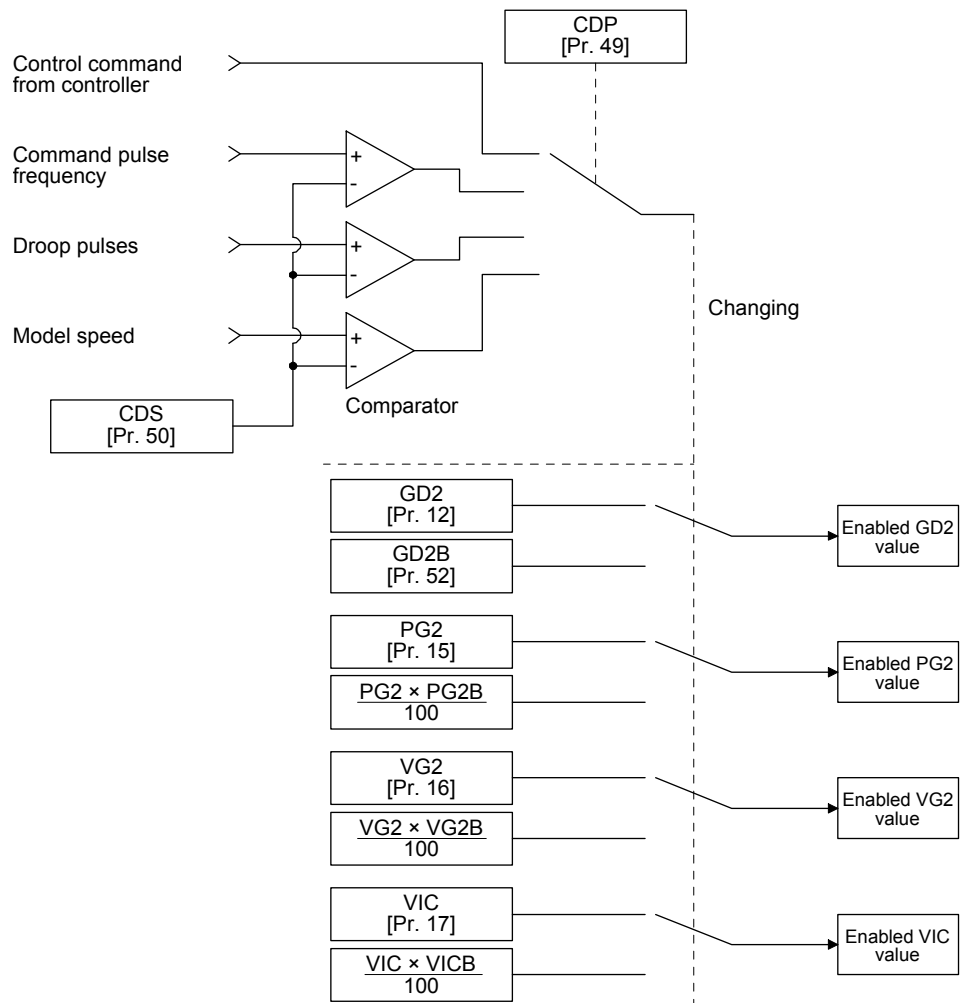 CDP
[Pr. 49]
Control command
from controller
Command pulse
frequency
+
-
Droop pulses
+
-
Changing
Model speed
+
-
Comparator
CDS
[Pr. 50]
GD2
[Pr. 12]
Enabled GD2
value
GD2B
[Pr. 52]
PG2
[Pr. 15]
Enabled PG2
value
PG2 × PG2B
100
VG2
[Pr. 16]
Enabled VG2
value
VG2 × VG2B
100
VIC
[Pr. 17]
Enabled VIC
value
VIC × VICB
100